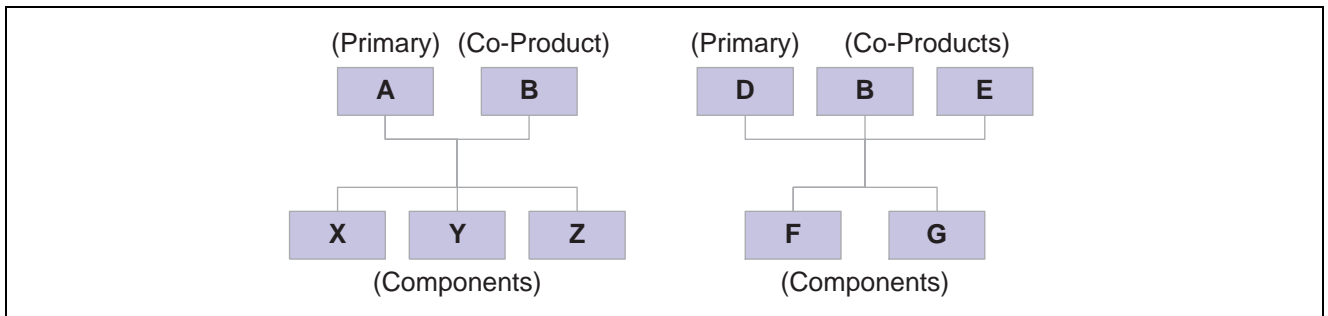 (Primary) (Co-Product) (Primary) (Co-Products)
A B D B E
X Y Z F G
(Components) (Components)